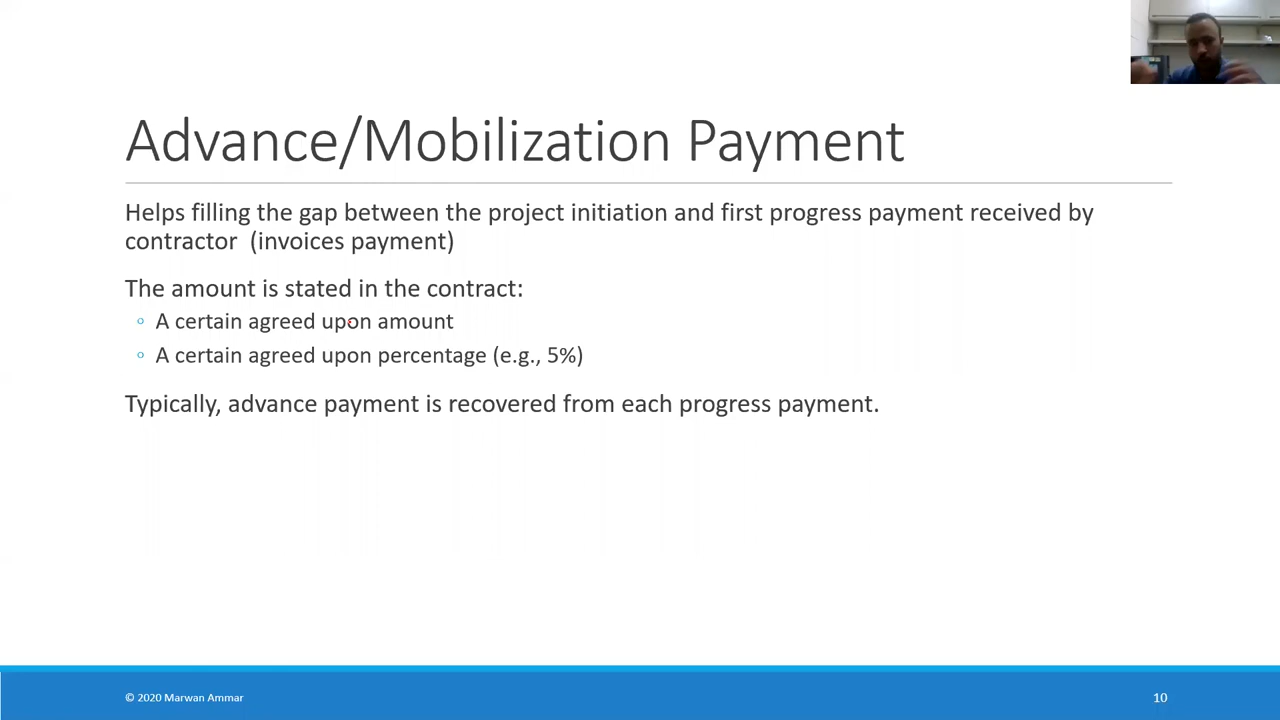 Advance/Mobilization Payment
Helps filling the gap between the project initiation and first progress payment received by
contractor  (invoices payment)
The amount is stated in the contract:
◦ A certain agreed upon amount
◦ A certain agreed upon percentage (e.g., 5%)
Typically, advance payment is recovered from each progress payment.
© 2020 Marwan Ammar
10